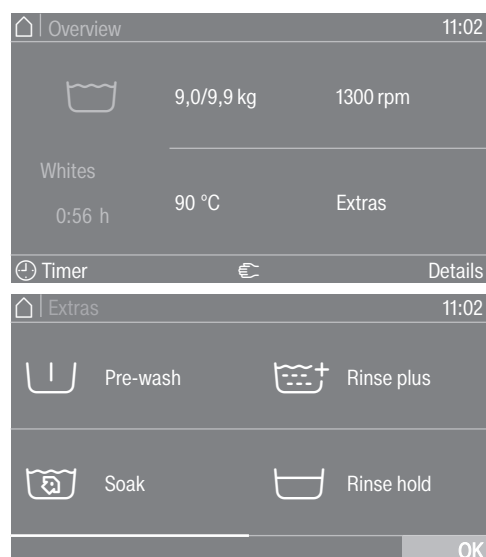 Overview 11:02
9,0/9,9 kg 1300 rpm
Whites
0:56 h
90 °C Extras
Timer Details
Extras 11:02
Pre-wash Rinse plus
Soak Rinse hold
OK